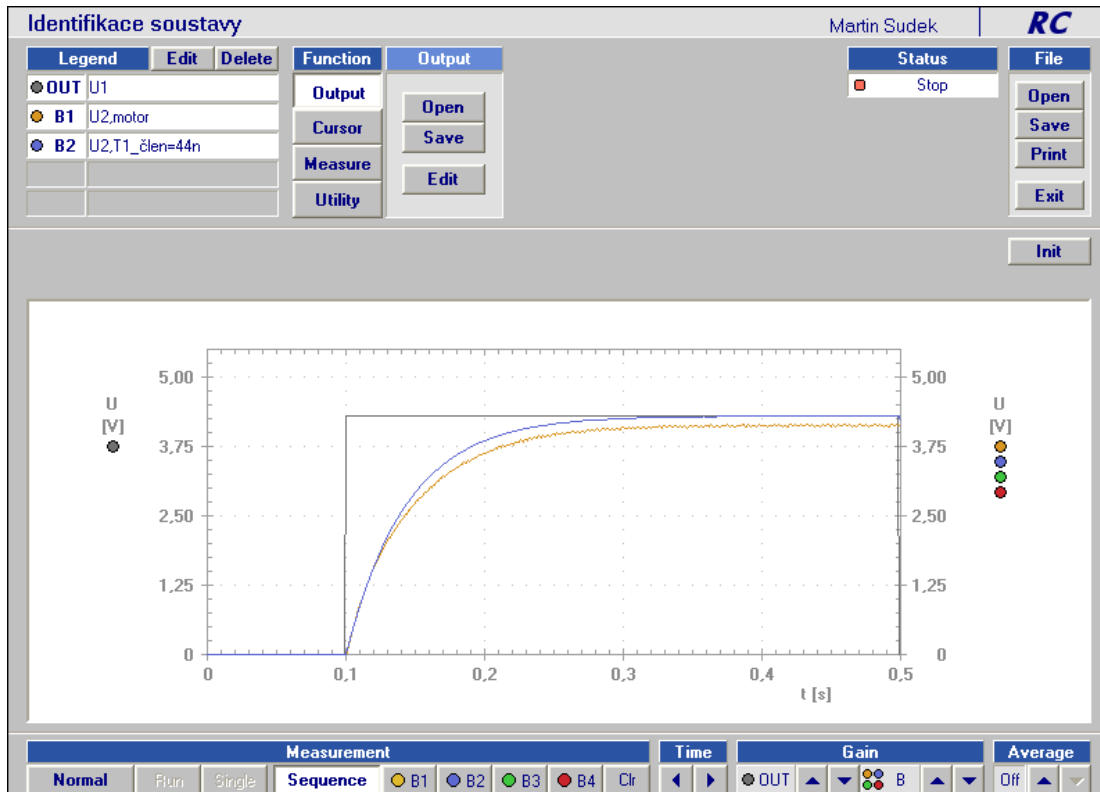 Identifikace soustavy Martin Sudek RC
Legend Edit Delete Function Output Status File
OUT U1 Output Open Stop Open
B1 U2,motor Cursor Save Save
B2 U2,T1_člen=44n Measure Edit Print
Utility Exit
Init
5,00 5,00
U U
[V] [V]
3,75 3,75
2,50 2,50
1,25 1,25
0 0
0 0,1 0,2 0,3 0,4 0,5
t [s]
Measurement Time Gain Average
Normal Run Single Sequence B1 B2 B3 B4 Clr OUT B Off